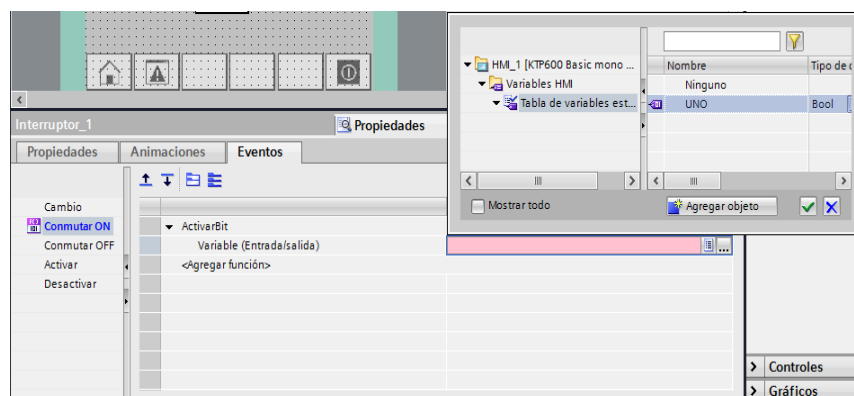 HMI_1 [KTP600 Basic mono ...
Variables HMI
Tabla de variables est...
Nombre
Tipo de d
Ninguno
UNO
Bool
Mostrar todo
Agregar objeto
Interruptor_1
Propiedades
Propiedades
Animaciones
Eventos
Cambio
Conmutar ON
Conmutar OFF
Activar
Desactivar
ActivarBit
Variable (Entrada/salida)
<Agregar función>
...
Controles
Gráficos